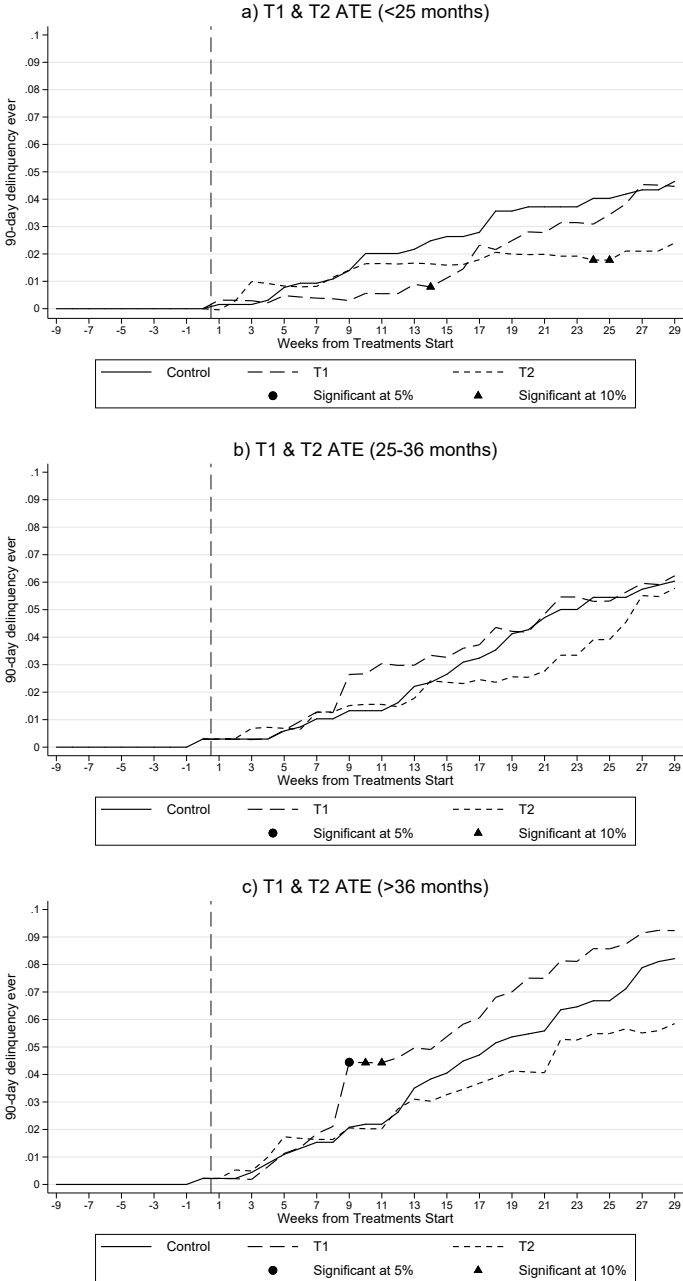 a) T1 & T2 ATE (<25 months)
90-day delinquency ever
.1
.09
.08
.07
.06
.05
.04
.03
.02
.01
0
-9 -7 -5 -3 -1 1 3 5 7 9 11 13 15 17 19 21 23 25 27 29
Weeks from Treatments Start
Control T1 T2
Significant at 5% Significant at 10%
b) T1 & T2 ATE (25-36 months)
90-day delinquency ever
.1
.09
.08
.07
.06
.05
.04
.03
.02
.01
0
-9 -7 -5 -3 -1 1 3 5 7 9 11 13 15 17 19 21 23 25 27 29
Weeks from Treatments Start
Control T1 T2
Significant at 5% Significant at 10%
c) T1 & T2 ATE (>36 months)
90-day delinquency ever
.1
.09
.08
.07
.06
.05
.04
.03
.02
.01
0
-9 -7 -5 -3 -1 1 3 5 7 9 11 13 15 17 19 21 23 25 27 29
Weeks from Treatments Start
Control T1 T2
Significant at 5% Significant at 10%